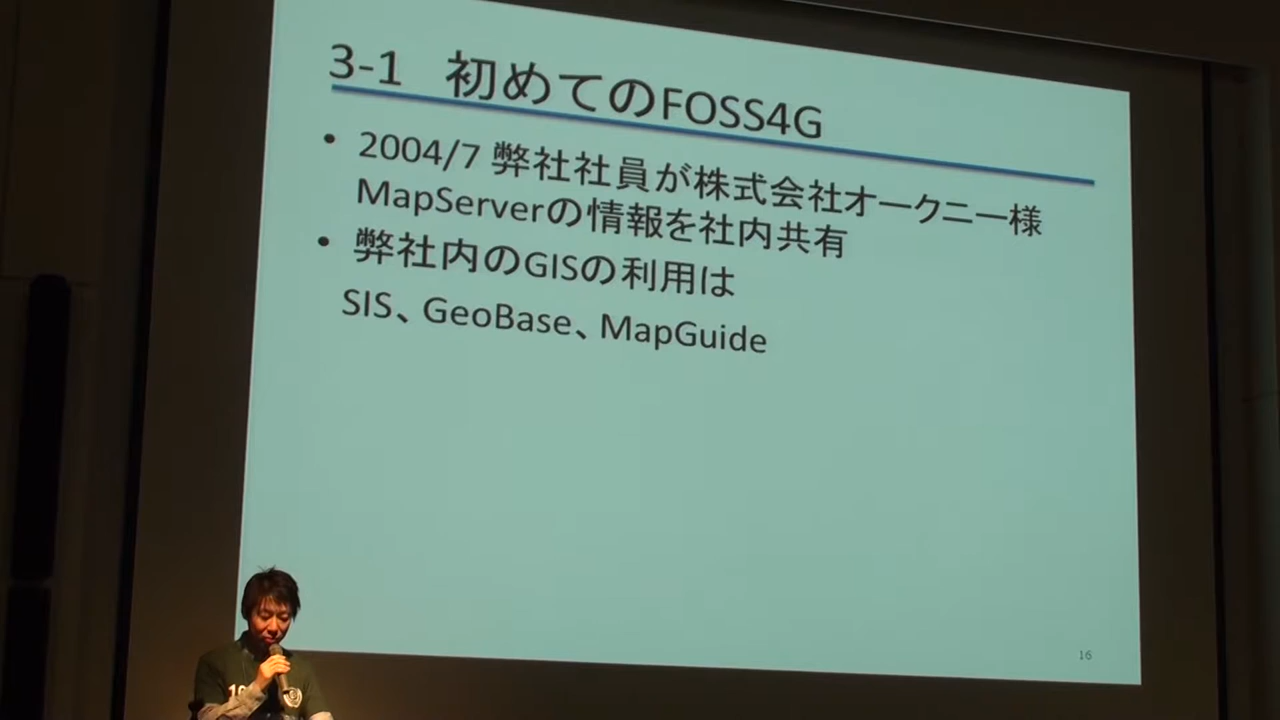 3-1 初めてのFOSS4G
• 2004/7 弊社社員が株式会社オークニー様
MapServerの情報を社内共有
• 弊社内のGISの利用は
SIS、GeoBase、MapGuide
16